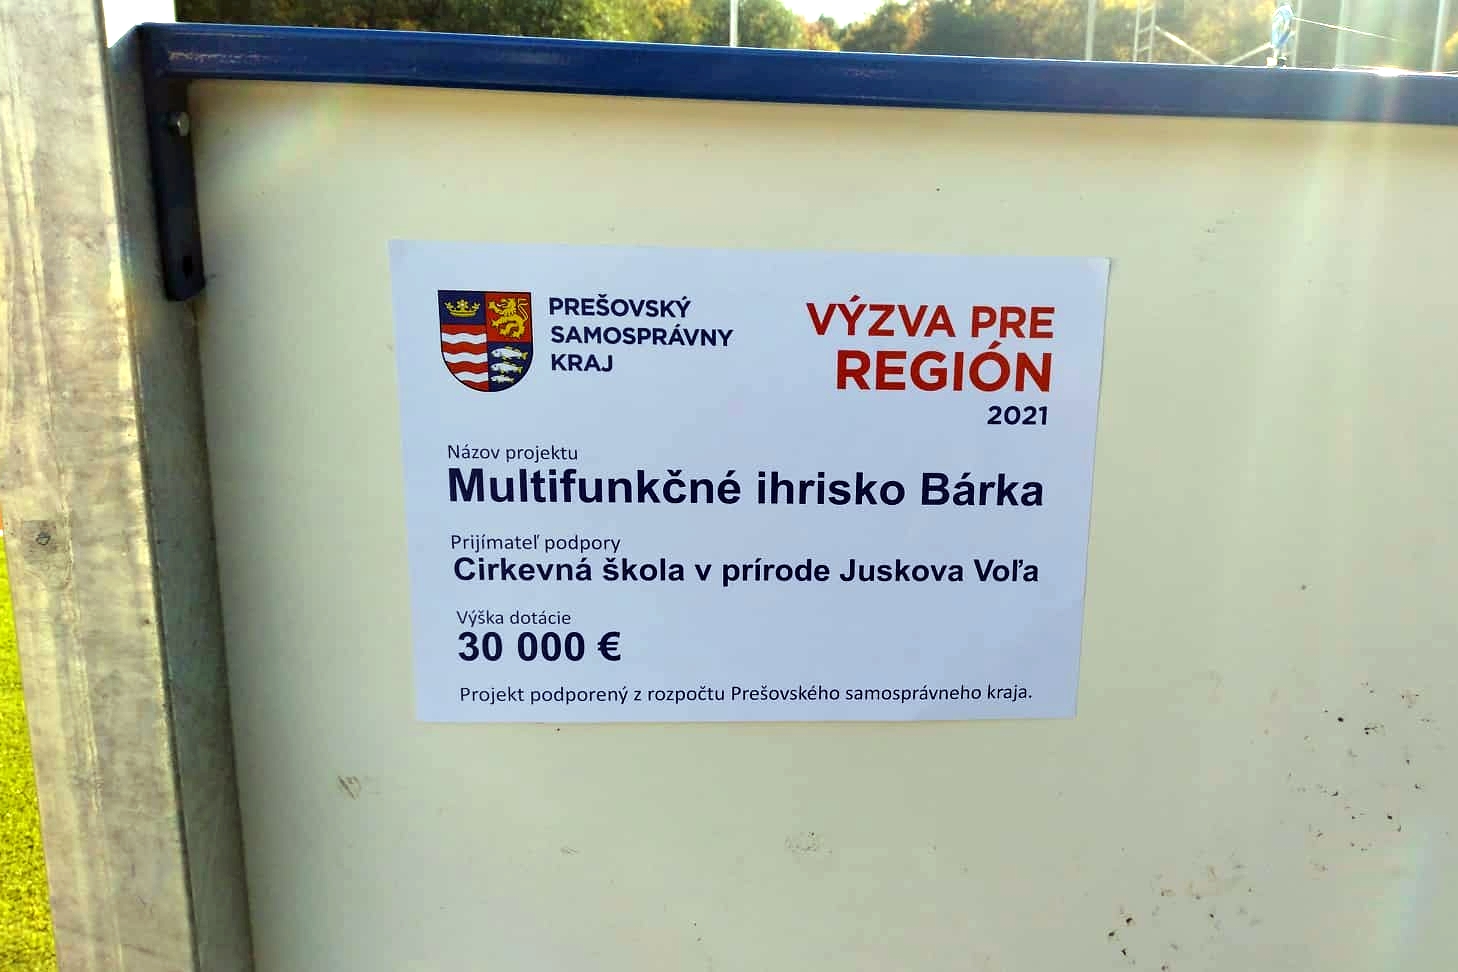 PREŠOVSKÝ
SAMOSPRÁVNY
KRAJ
VÝZVA PRE
REGIÓN
2021
Názov projektu
Multifunkčné ihrisko Bárka
Prijímateľ podpory
Cirkevná škola v prírode Juskova Voľa
Výška dotácie
30 000 €
Projekt podporený z rozpočtu Prešovského samosprávneho kraja.